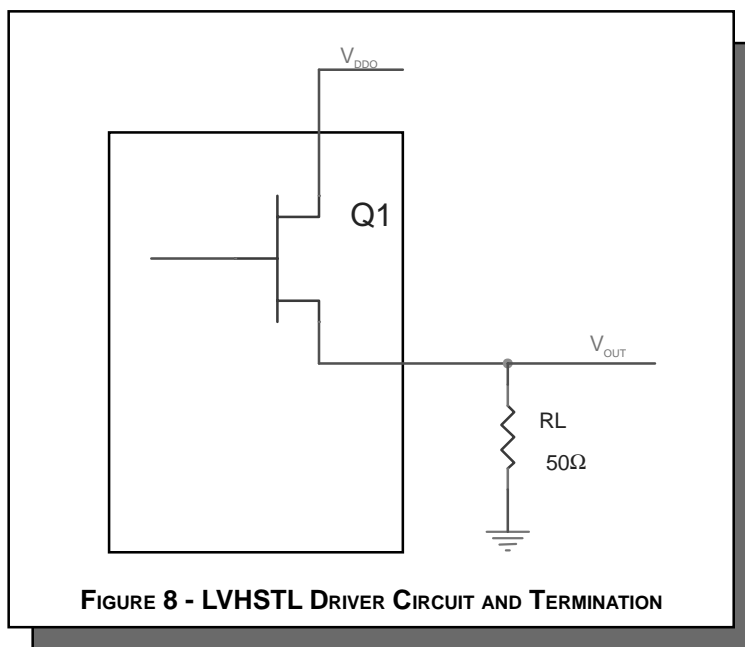 V_DDO
Q1
V_OUT
RL
50Ω
FIGURE 8 - LVHSTL DRIVER CIRCUIT AND TERMINATION